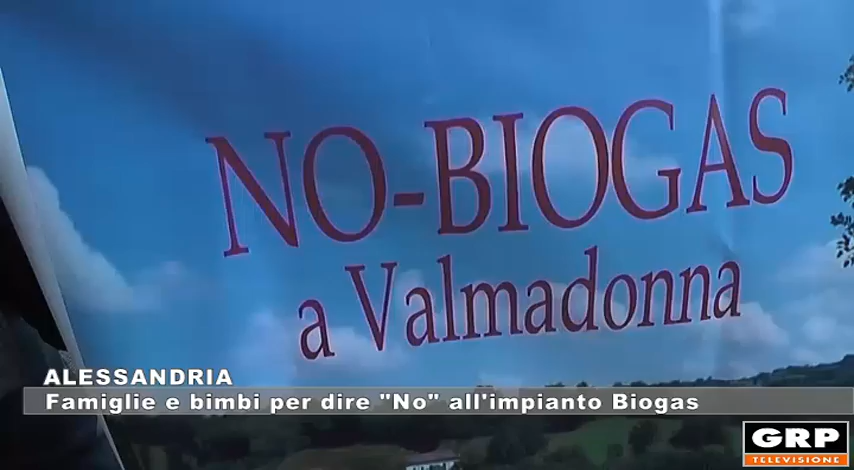 NO-BIOGAS
a Valmadonna
ALESSANDRIA
Famiglie e bimbi per dire "No" all'impianto Biogas
GRP
TELEVISIONE